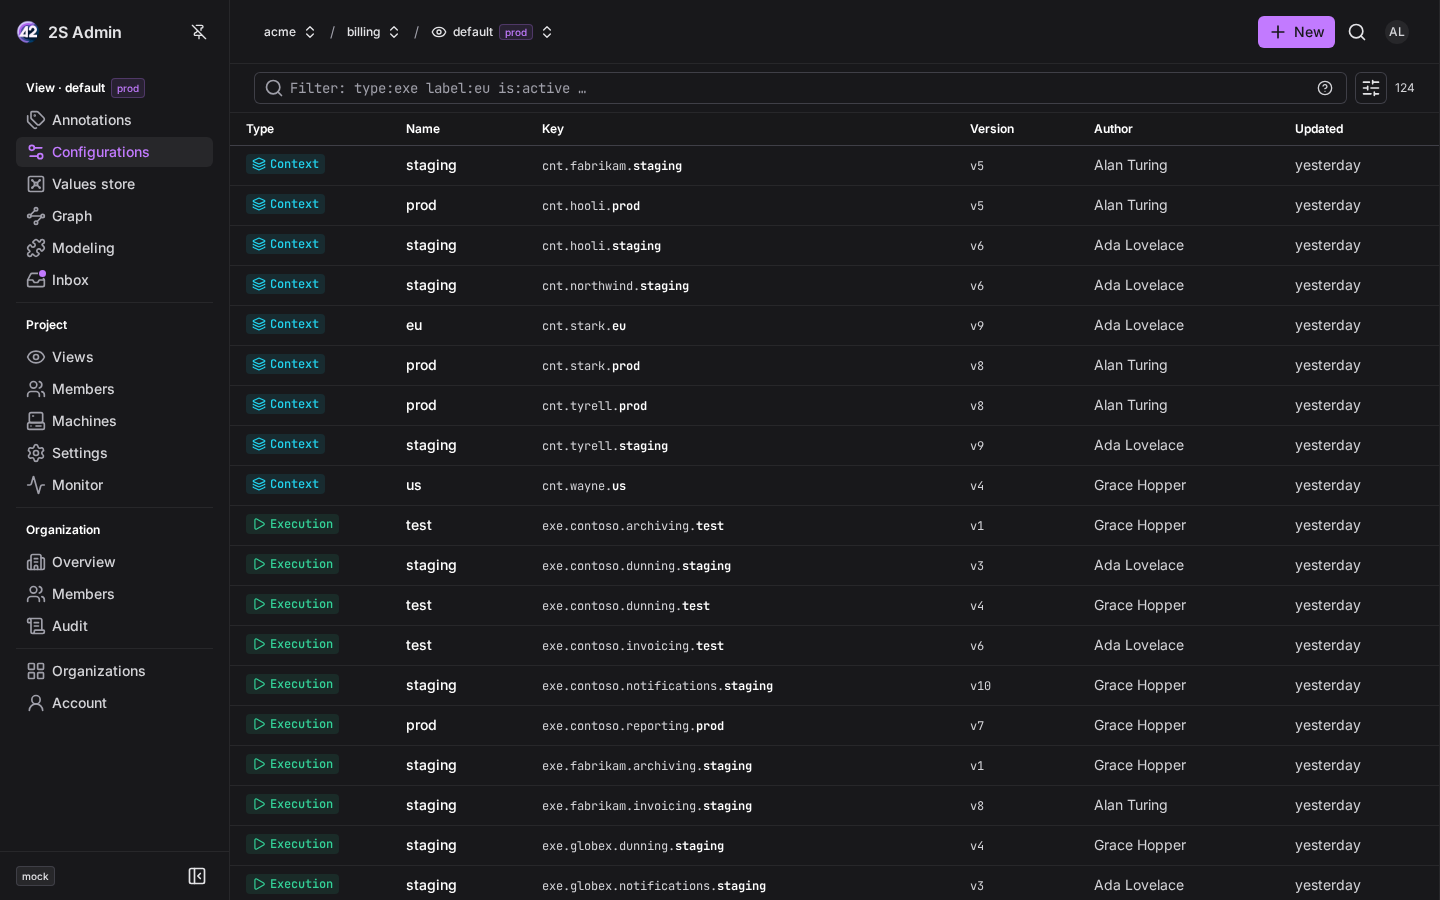 2S Admin
acme / billing / default prod
New
AL
View · default prod
Annotations
Configurations
Values store
Graph
Modeling
Inbox
Project
Views
Members
Machines
Settings
Monitor
Organization
Overview
Members
Audit
Organizations
Account
mock
Filter: type:exe label:eu is:active …
124
Type Name Key Version Author Updated
Context staging cnt.fabrikam.staging v5 Alan Turing yesterday
Context prod cnt.hooli.prod v5 Alan Turing yesterday
Context staging cnt.hooli.staging v6 Ada Lovelace yesterday
Context staging cnt.northwind.staging v6 Ada Lovelace yesterday
Context eu cnt.stark.eu v9 Ada Lovelace yesterday
Context prod cnt.stark.prod v8 Alan Turing yesterday
Context prod cnt.tyrell.prod v8 Alan Turing yesterday
Context staging cnt.tyrell.staging v9 Ada Lovelace yesterday
Context us cnt.wayne.us v4 Grace Hopper yesterday
Execution test exe.contoso.archiving.test v1 Grace Hopper yesterday
Execution staging exe.contoso.dunning.staging v3 Ada Lovelace yesterday
Execution test exe.contoso.dunning.test v4 Grace Hopper yesterday
Execution test exe.contoso.invoicing.test v6 Ada Lovelace yesterday
Execution staging exe.contoso.notifications.staging v10 Grace Hopper yesterday
Execution prod exe.contoso.reporting.prod v7 Grace Hopper yesterday
Execution staging exe.fabrikam.archiving.staging v1 Grace Hopper yesterday
Execution staging exe.fabrikam.invoicing.staging v8 Alan Turing yesterday
Execution staging exe.globex.dunning.staging v4 Grace Hopper yesterday
Execution staging exe.globex.notifications.staging v3 Ada Lovelace yesterday